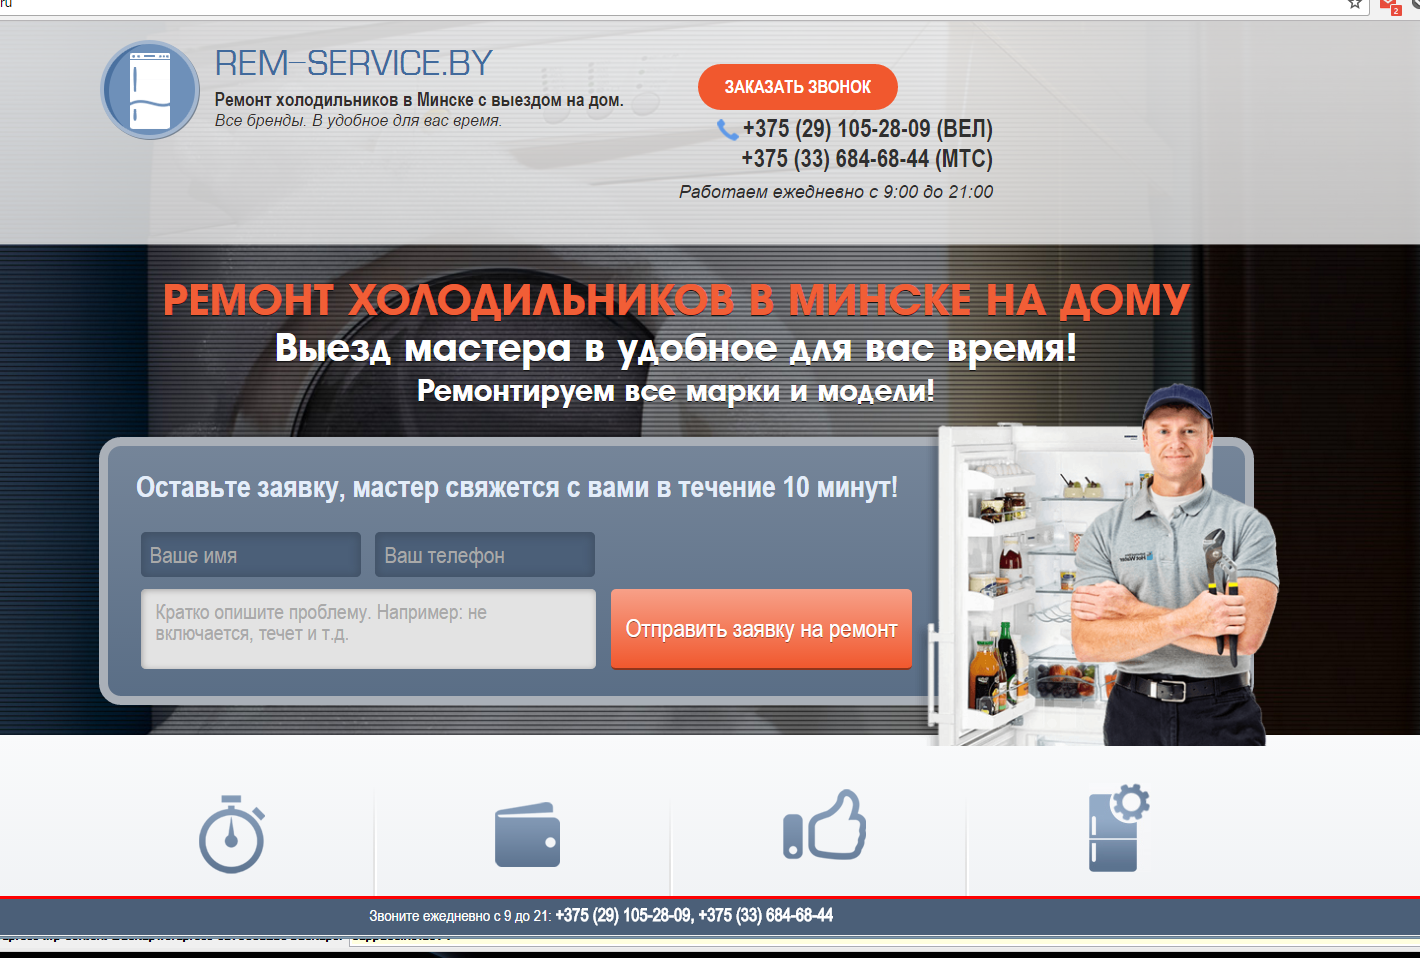 ru
2
REM-SERVICE.BY
Ремонт холодильников в Минске с выездом на дом.
Все бренды. В удобное для вас время.
ЗАКАЗАТЬ ЗВОНОК
+375 (29) 105-28-09 (ВЕЛ)
+375 (33) 684-68-44 (МТС)
Работаем ежедневно с 9:00 до 21:00
РЕМОНТ ХОЛОДИЛЬНИКОВ В МИНСКЕ НА ДОМУ
Выезд мастера в удобное для вас время!
Ремонтируем все марки и модели!
Оставьте заявку, мастер свяжется с вами в течение 10 минут!
Ваше имя
Ваш телефон
Кратко опишите проблему. Например: не
включается, течет и т.д.
Отправить заявку на ремонт
Звоните ежедневно с 9 до 21: +375 (29) 105-28-09, +375 (33) 684-68-44